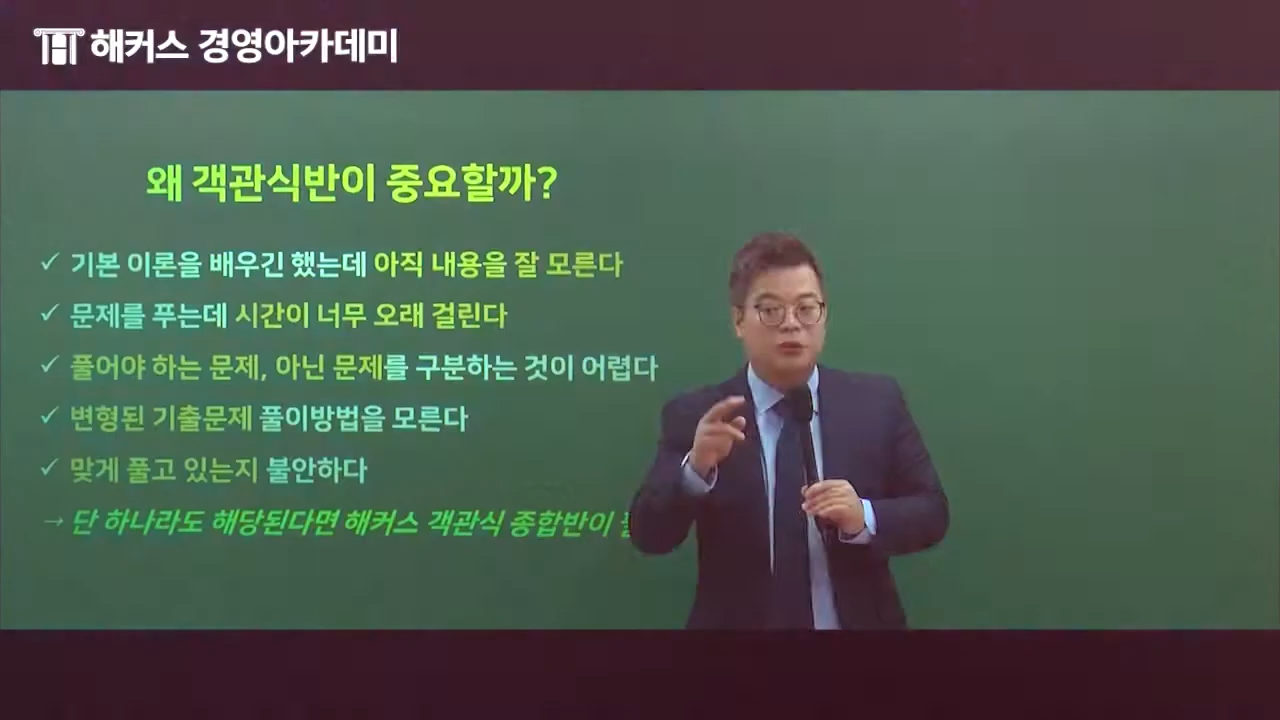 해커스 경영아카데미
왜 객관식반이 중요할까?
✓ 기본 이론을 배우긴 했는데 아직 내용을 잘 모른다
✓ 문제를 푸는데 시간이 너무 오래 걸린다
✓ 풀어야 하는 문제, 아닌 문제를 구분하는 것이 어렵다
✓ 변형된 기출문제 풀이방법을 모른다
✓ 맞게 풀고 있는지 불안하다
→ 단 하나라도 해당된다면 해커스 객관식 종합반이